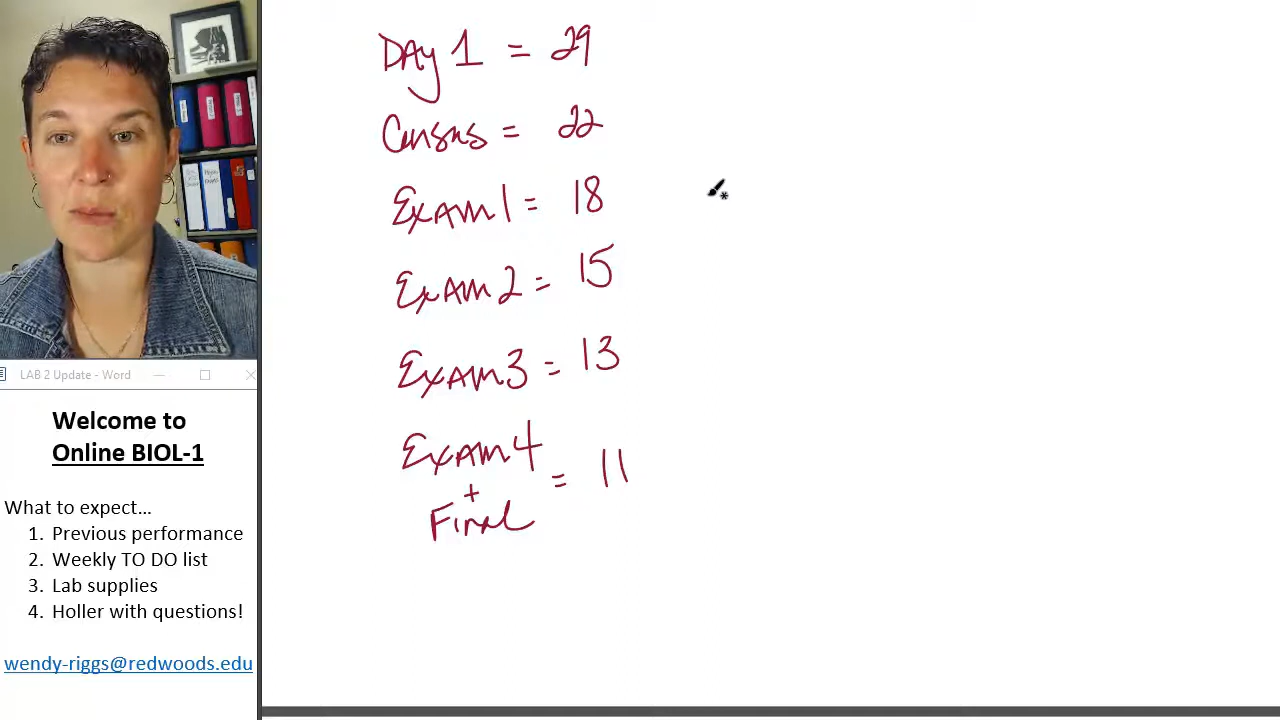 DAy 1 = 29
Census = 22
Exam 1 = 18
Exam 2 = 15
Exam 3 = 13
Exam 4
+
Final
= 11
LAB 2 Update - Word
Welcome to
Online BIOL-1
What to expect...
1. Previous performance
2. Weekly TO DO list
3. Lab supplies
4. Holler with questions!
wendy-riggs@redwoods.edu